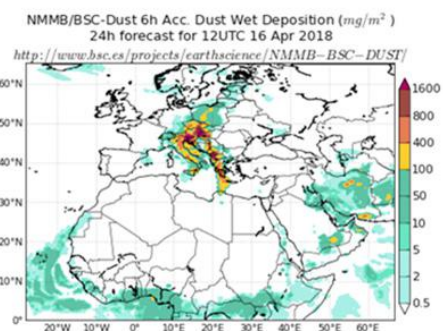 NMMB/BSC-Dust 6h Acc. Dust Wet Deposition (mg/m² )
24h forecast for 12UTC 16 Apr 2018
http://www.bsc.es/projects/earthscience/NMMB−BSC−DUST/
60°N
50°N
40°N
30°N
20°N
10°N
0°
20°W 10°W 0° 10°E 20°E 30°E 40°E 50°E 60°E
1600
800
400
100
50
10
5
2
0.5